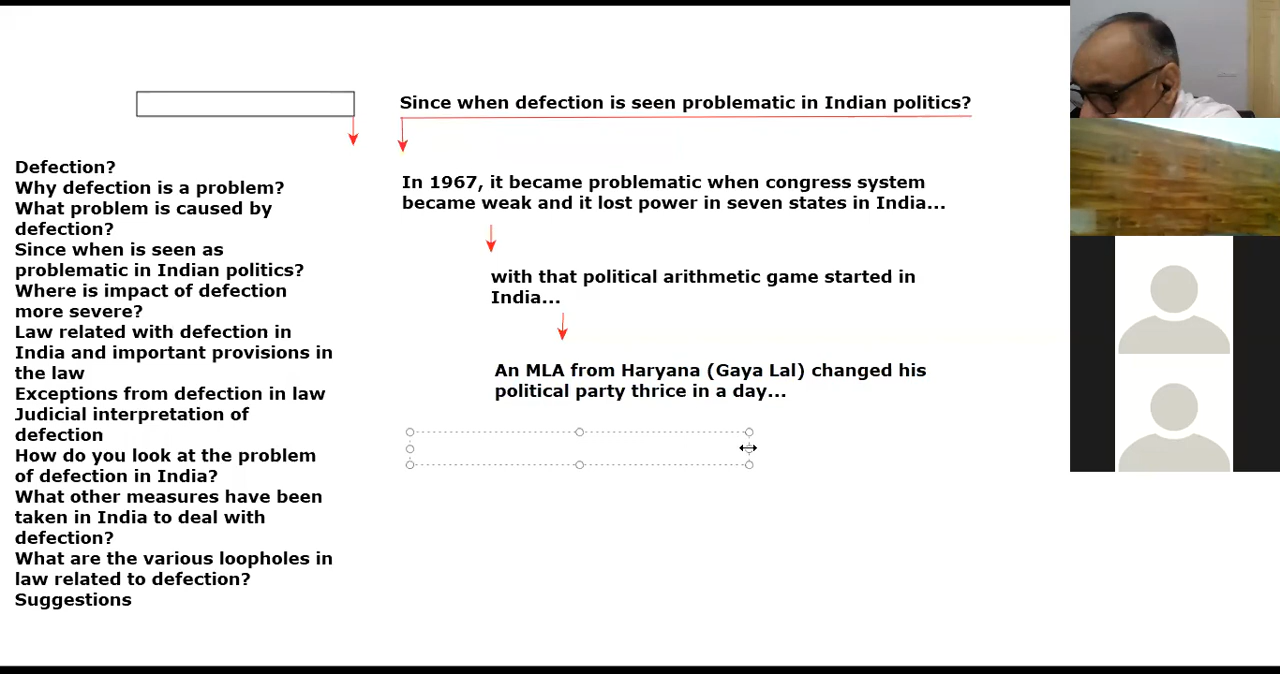 Since when defection is seen problematic in Indian politics?
Defection?
Why defection is a problem?
What problem is caused by
defection?
Since when is seen as
problematic in Indian politics?
Where is impact of defection
more severe?
Law related with defection in
India and important provisions in
the law
Exceptions from defection in law
Judicial interpretation of
defection
How do you look at the problem
of defection in India?
What other measures have been
taken in India to deal with
defection?
What are the various loopholes in
law related to defection?
Suggestions
In 1967, it became problematic when congress system
became weak and it lost power in seven states in India...
with that political arithmetic game started in
India...
An MLA from Haryana (Gaya Lal) changed his
political party thrice in a day...